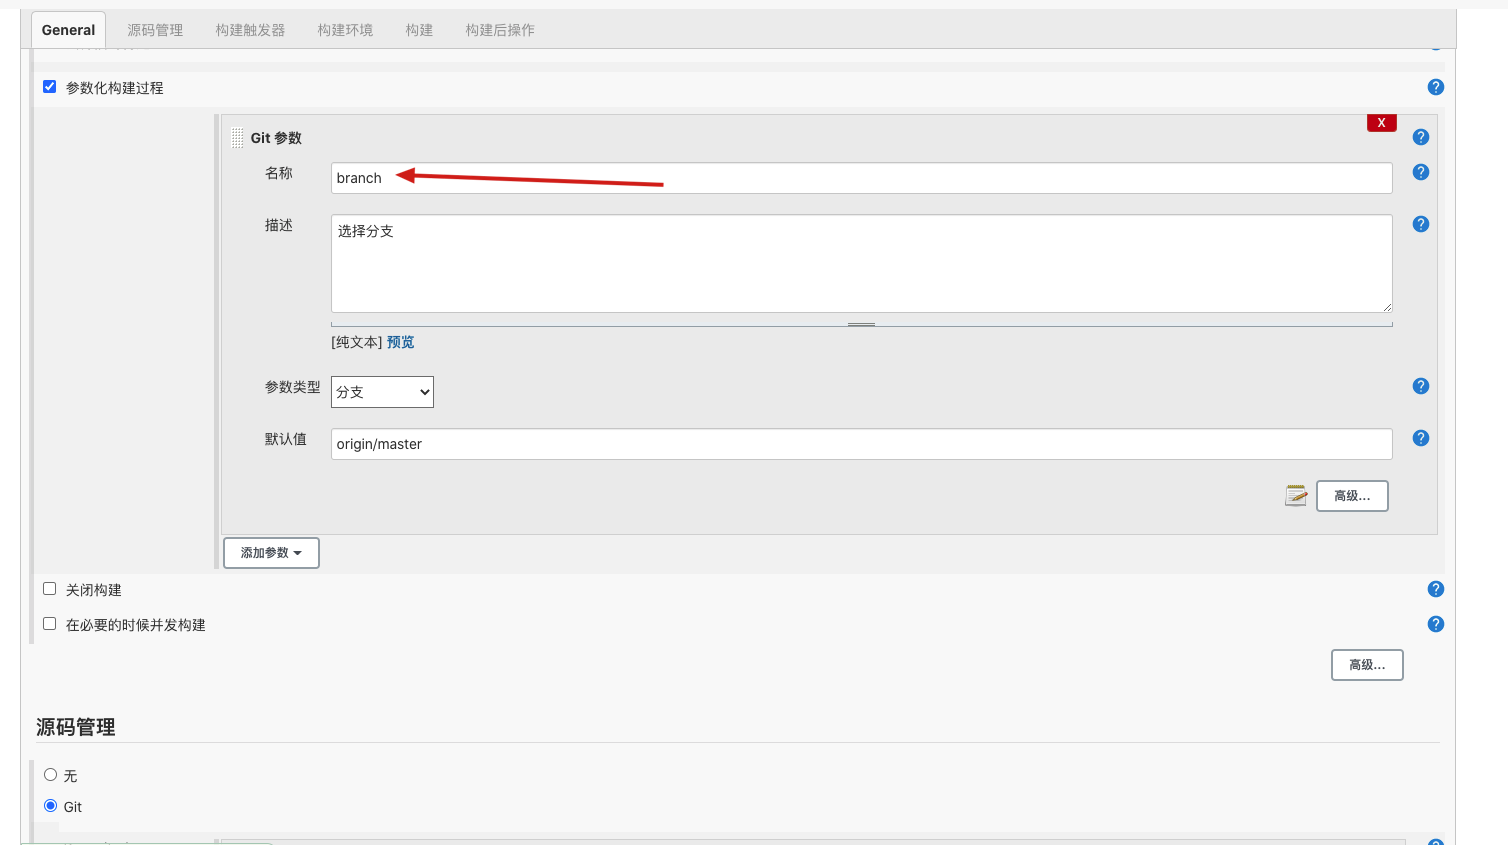 General 源码管理 构建触发器 构建环境 构建 构建后操作
参数化构建过程
X
Git 参数
名称 branch
描述 选择分支
[纯文本] 预览
参数类型 分支
默认值 origin/master
高级...
添加参数
关闭构建
在必要的时候并发构建
高级...
源码管理
无
Git